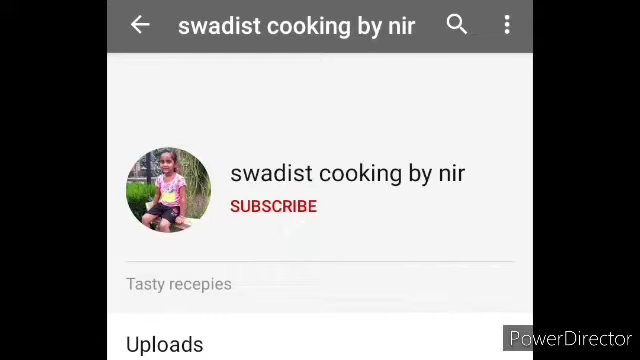 swadist cooking by nir
swadist cooking by nir
SUBSCRIBE
Tasty recepies
Uploads
PowerDirector